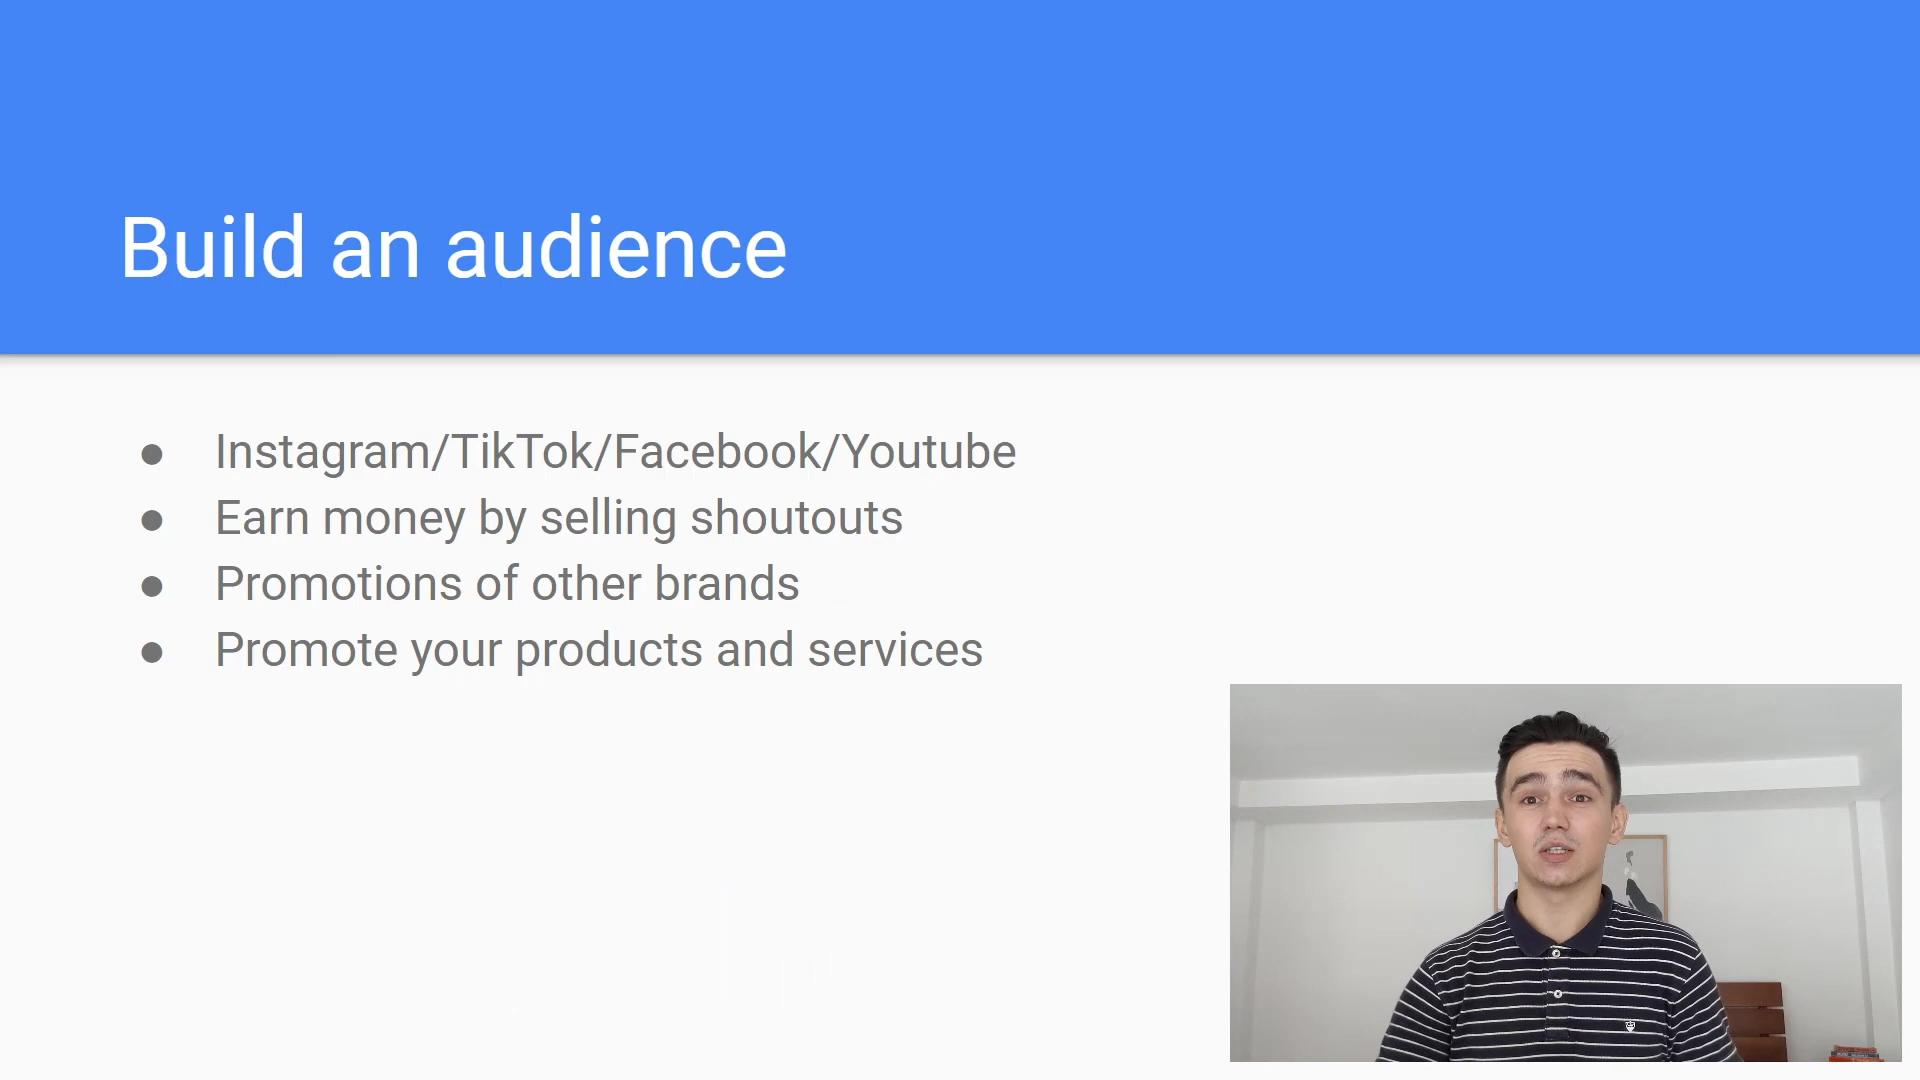 Build an audience
● Instagram/TikTok/Facebook/Youtube
● Earn money by selling shoutouts
● Promotions of other brands
● Promote your products and services